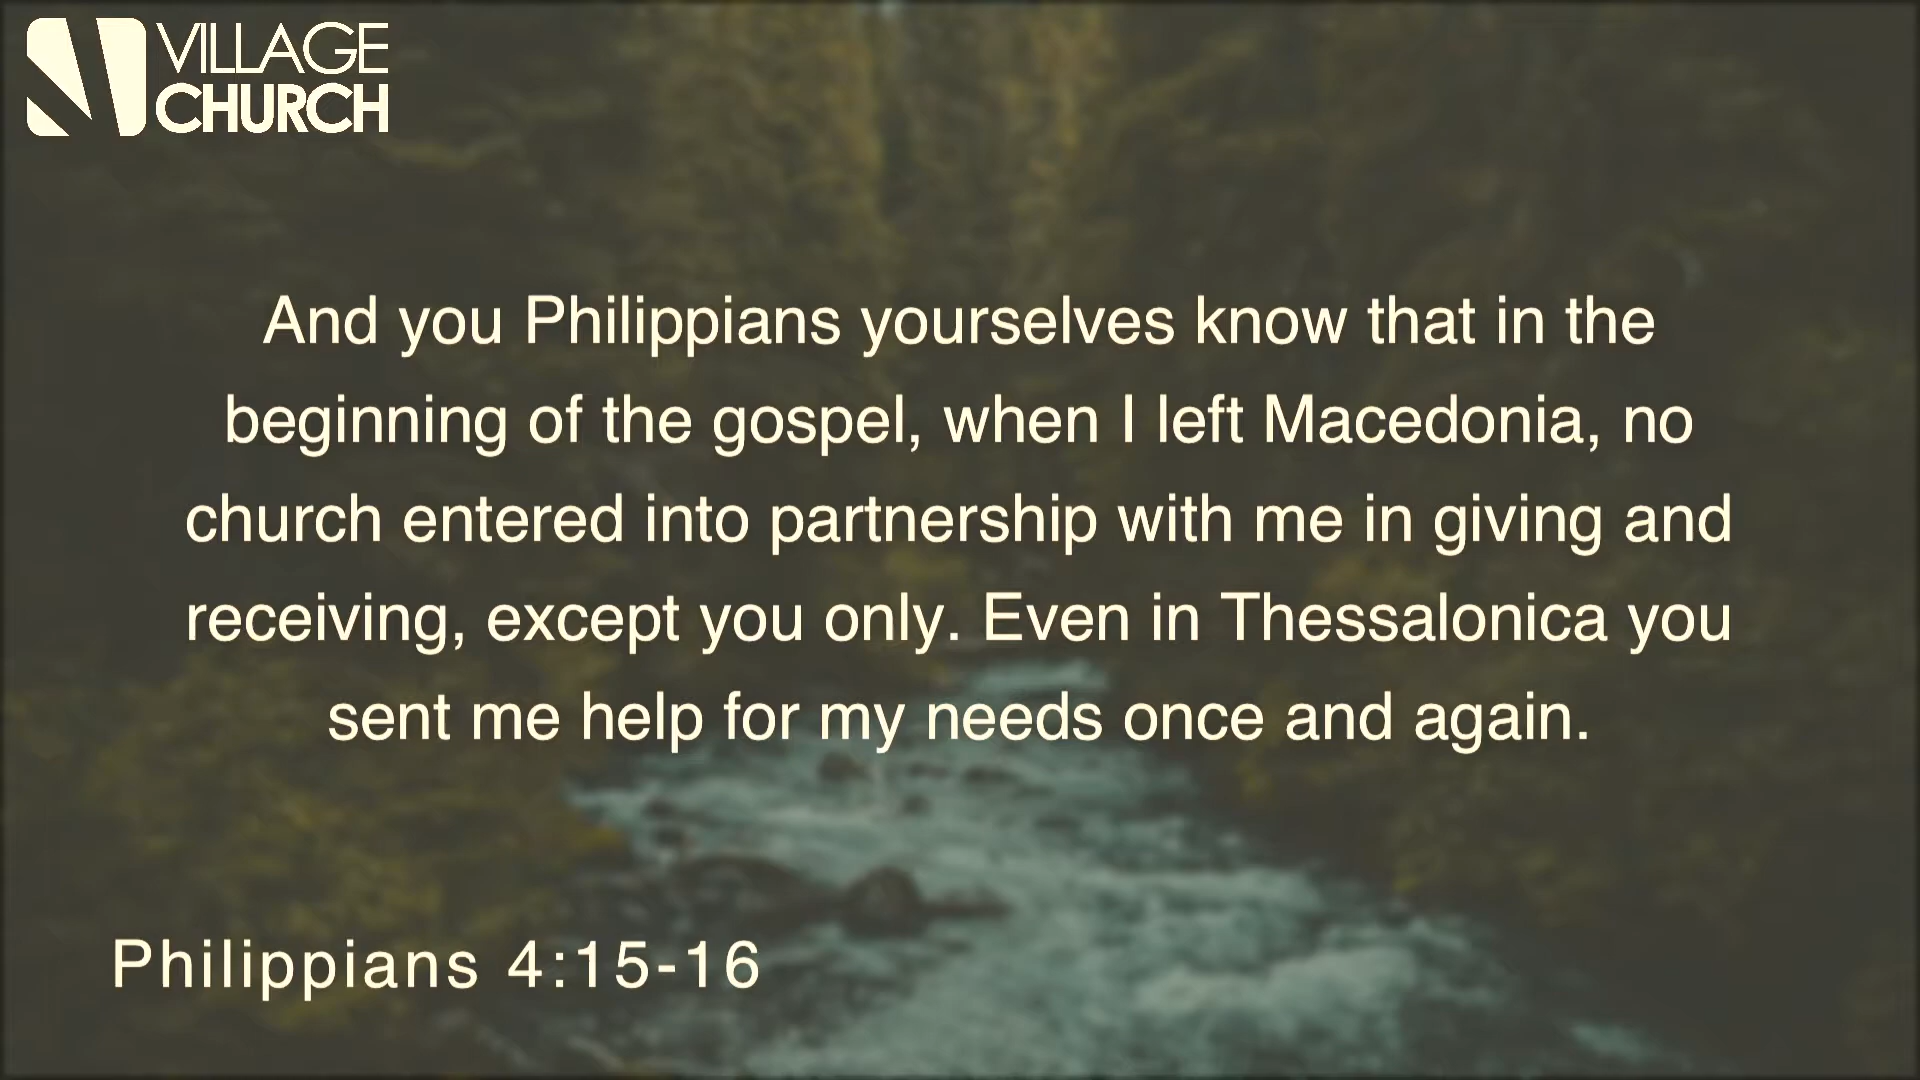 VILLAGE
CHURCH
And you Philippians yourselves know that in the
beginning of the gospel, when I left Macedonia, no
church entered into partnership with me in giving and
receiving, except you only. Even in Thessalonica you
sent me help for my needs once and again.
Philippians 4:15-16